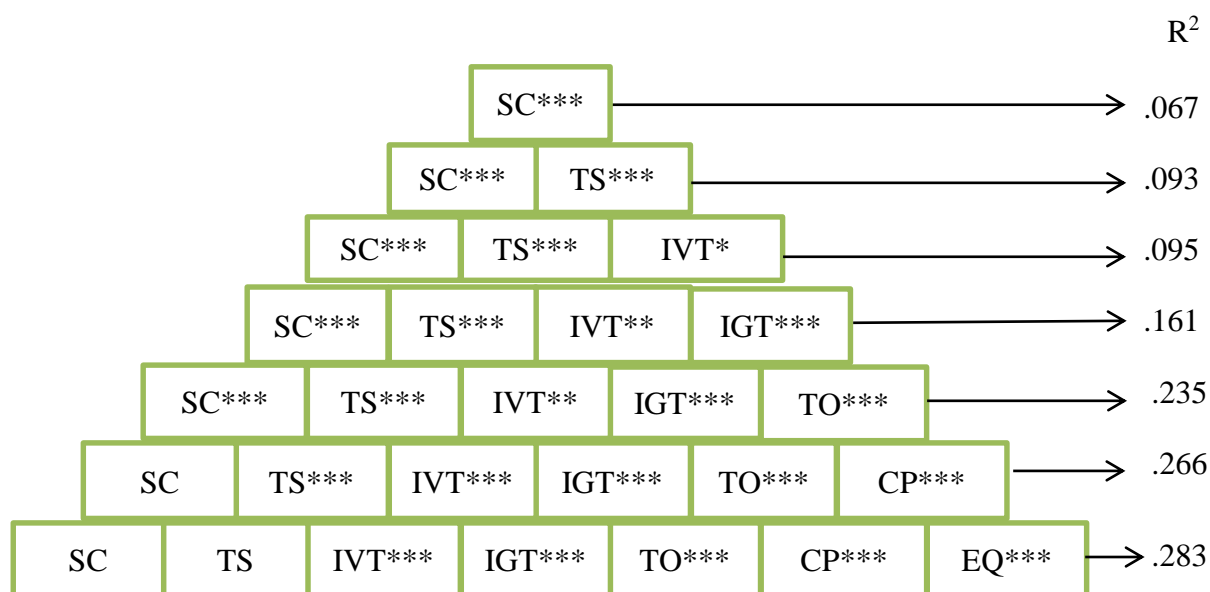 R²
SC*** .067
SC*** TS*** .093
SC*** TS*** IVT* .095
SC*** TS*** IVT** IGT*** .161
SC*** TS*** IVT** IGT*** TO*** .235
SC TS*** IVT*** IGT*** TO*** CP*** .266
SC TS IVT*** IGT*** TO*** CP*** EQ*** .283